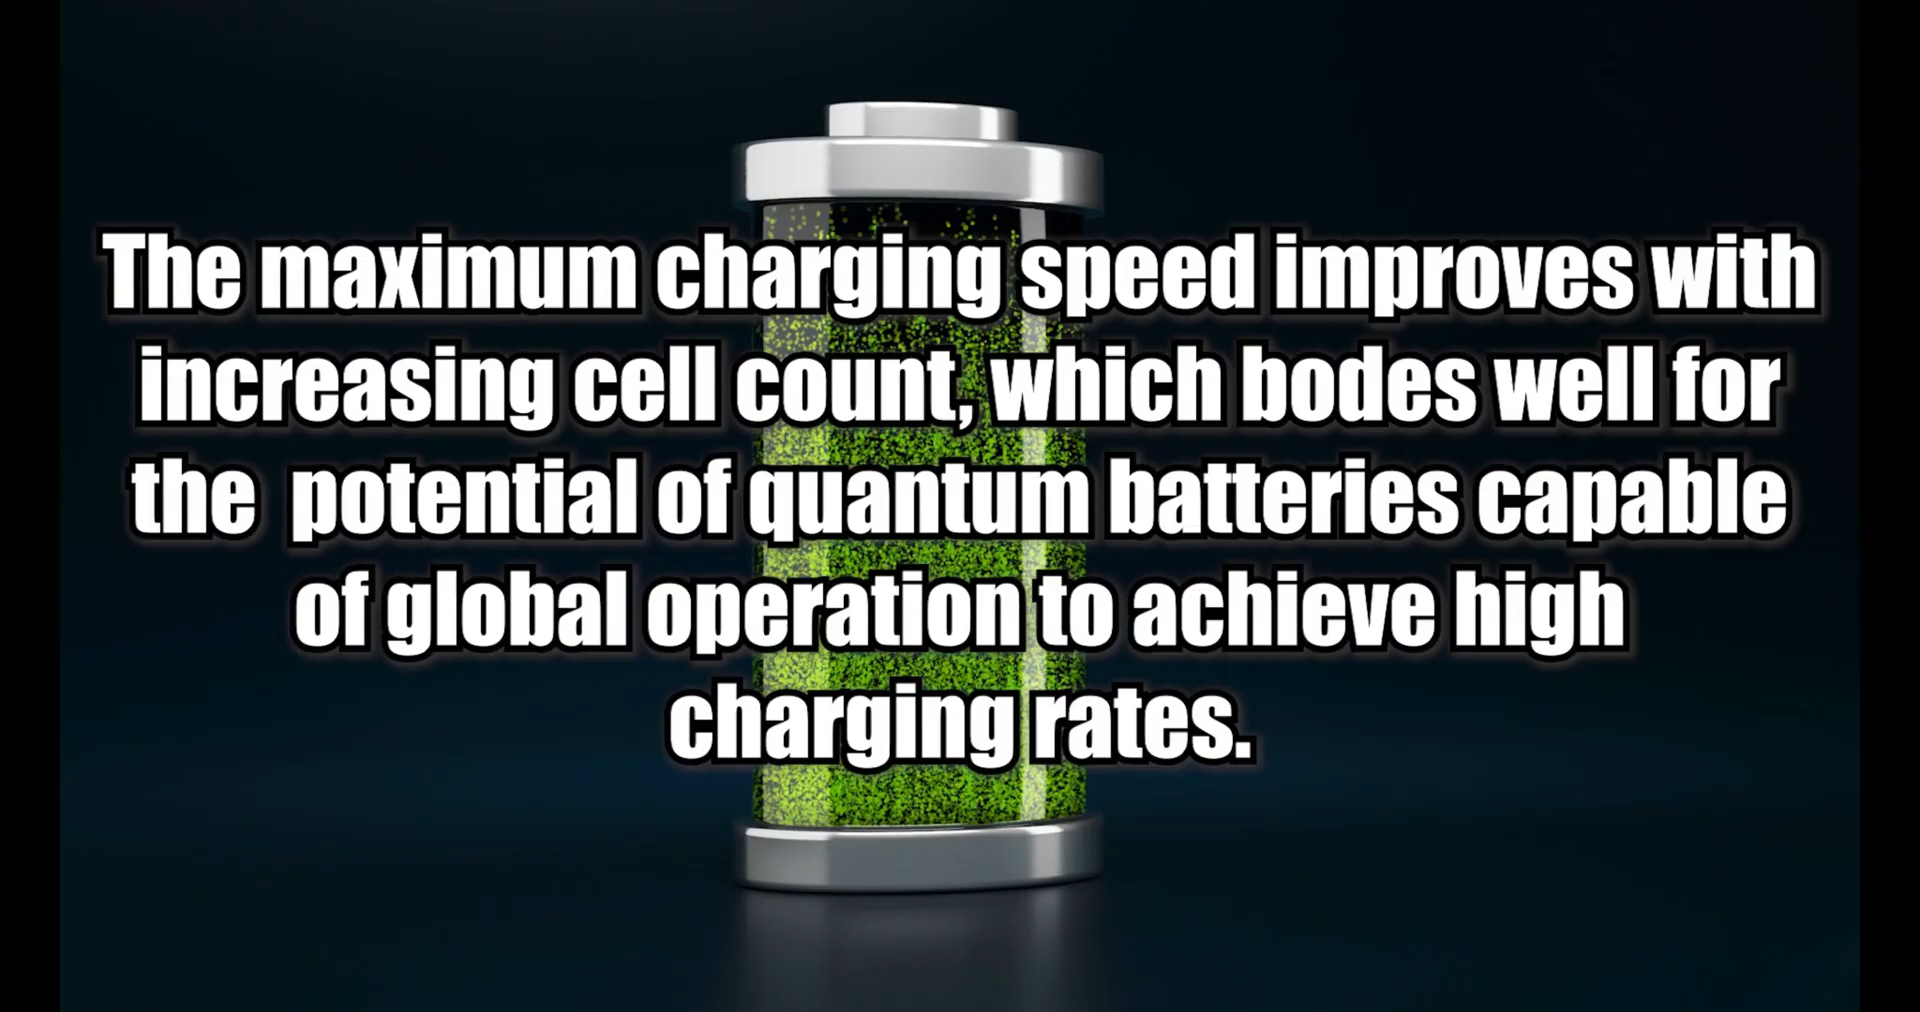 The maximum charging speed improves with
increasing cell count, which bodes well for
the  potential of quantum batteries capable
of global operation to achieve high
charging rates.